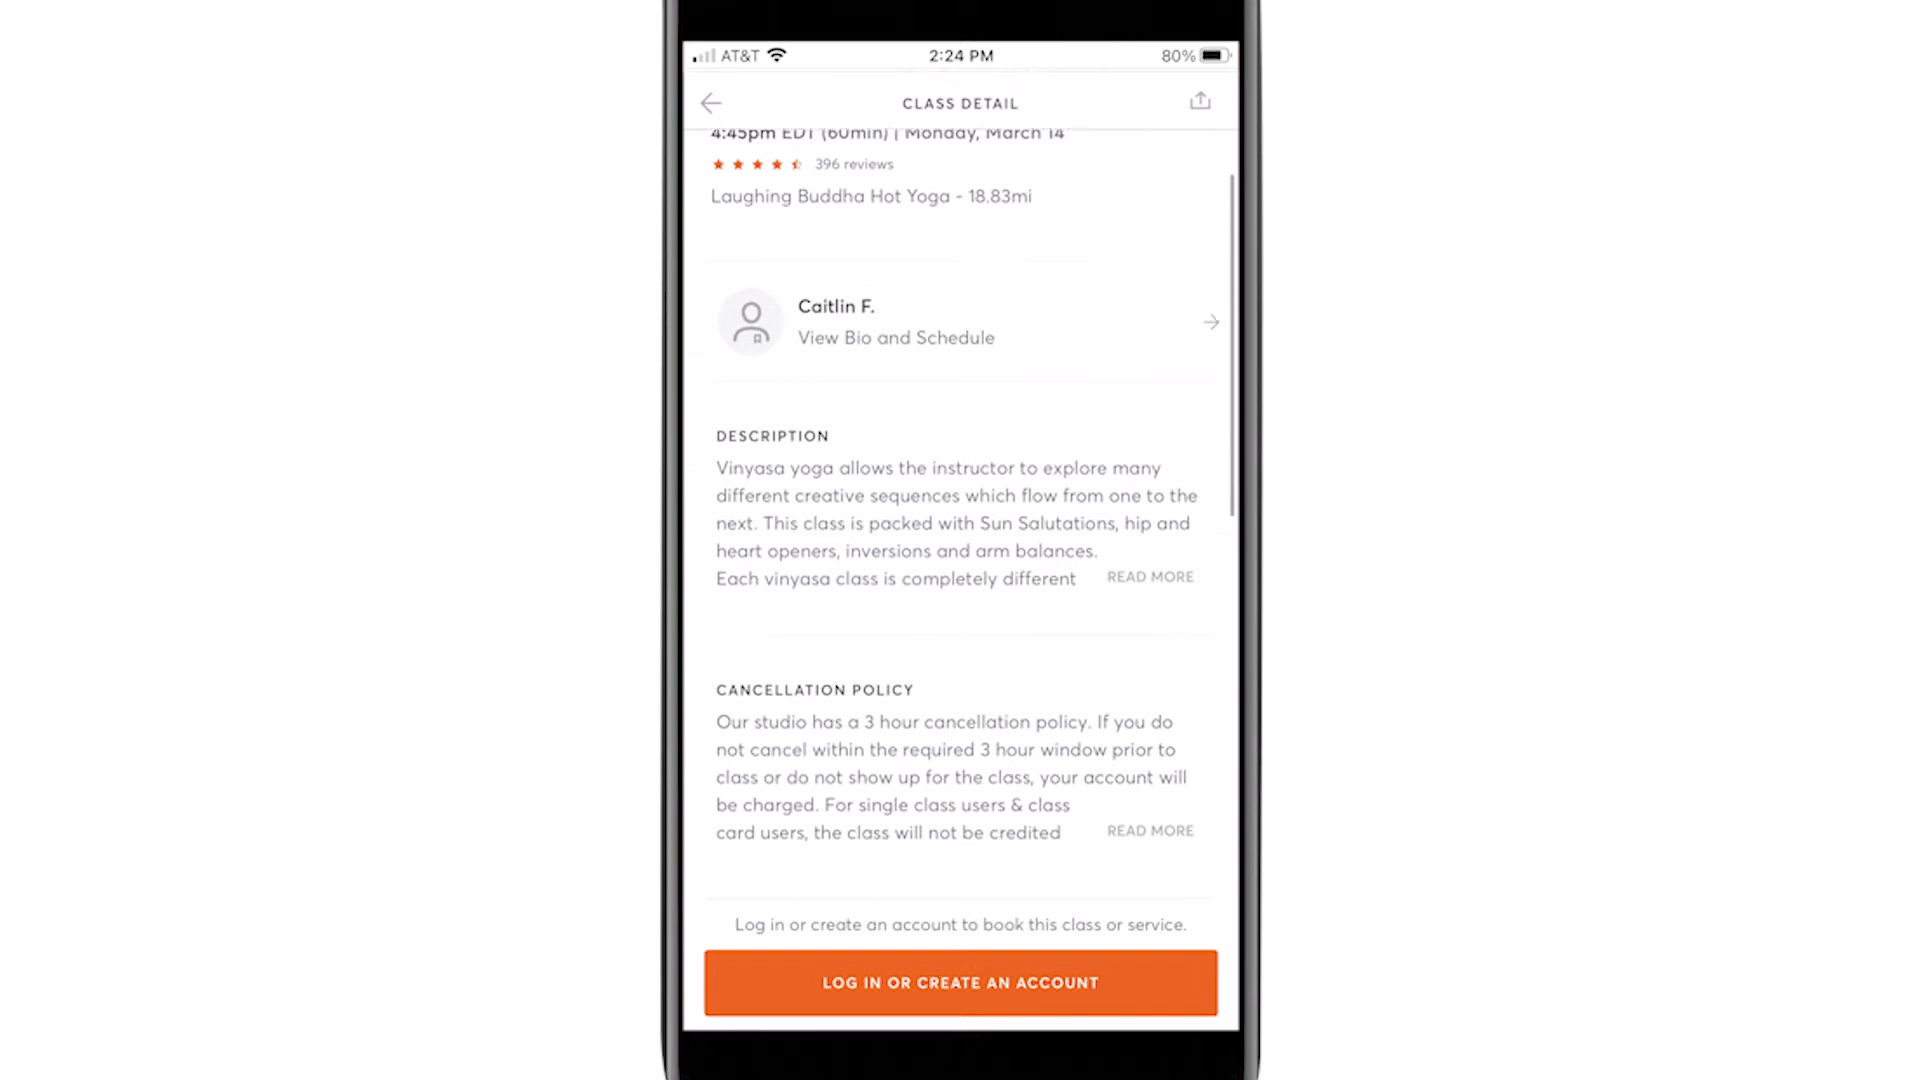 AT&T 2:24 PM 80%
CLASS DETAIL
4:45pm EDT (60min) | Monday, March 14
396 reviews
Laughing Buddha Hot Yoga - 18.83mi
Caitlin F.
View Bio and Schedule
DESCRIPTION
Vinyasa yoga allows the instructor to explore many
different creative sequences which flow from one to the
next. This class is packed with Sun Salutations, hip and
heart openers, inversions and arm balances.
Each vinyasa class is completely different READ MORE
CANCELLATION POLICY
Our studio has a 3 hour cancellation policy. If you do
not cancel within the required 3 hour window prior to
class or do not show up for the class, your account will
be charged. For single class users & class
card users, the class will not be credited READ MORE
Log in or create an account to book this class or service.
LOG IN OR CREATE AN ACCOUNT